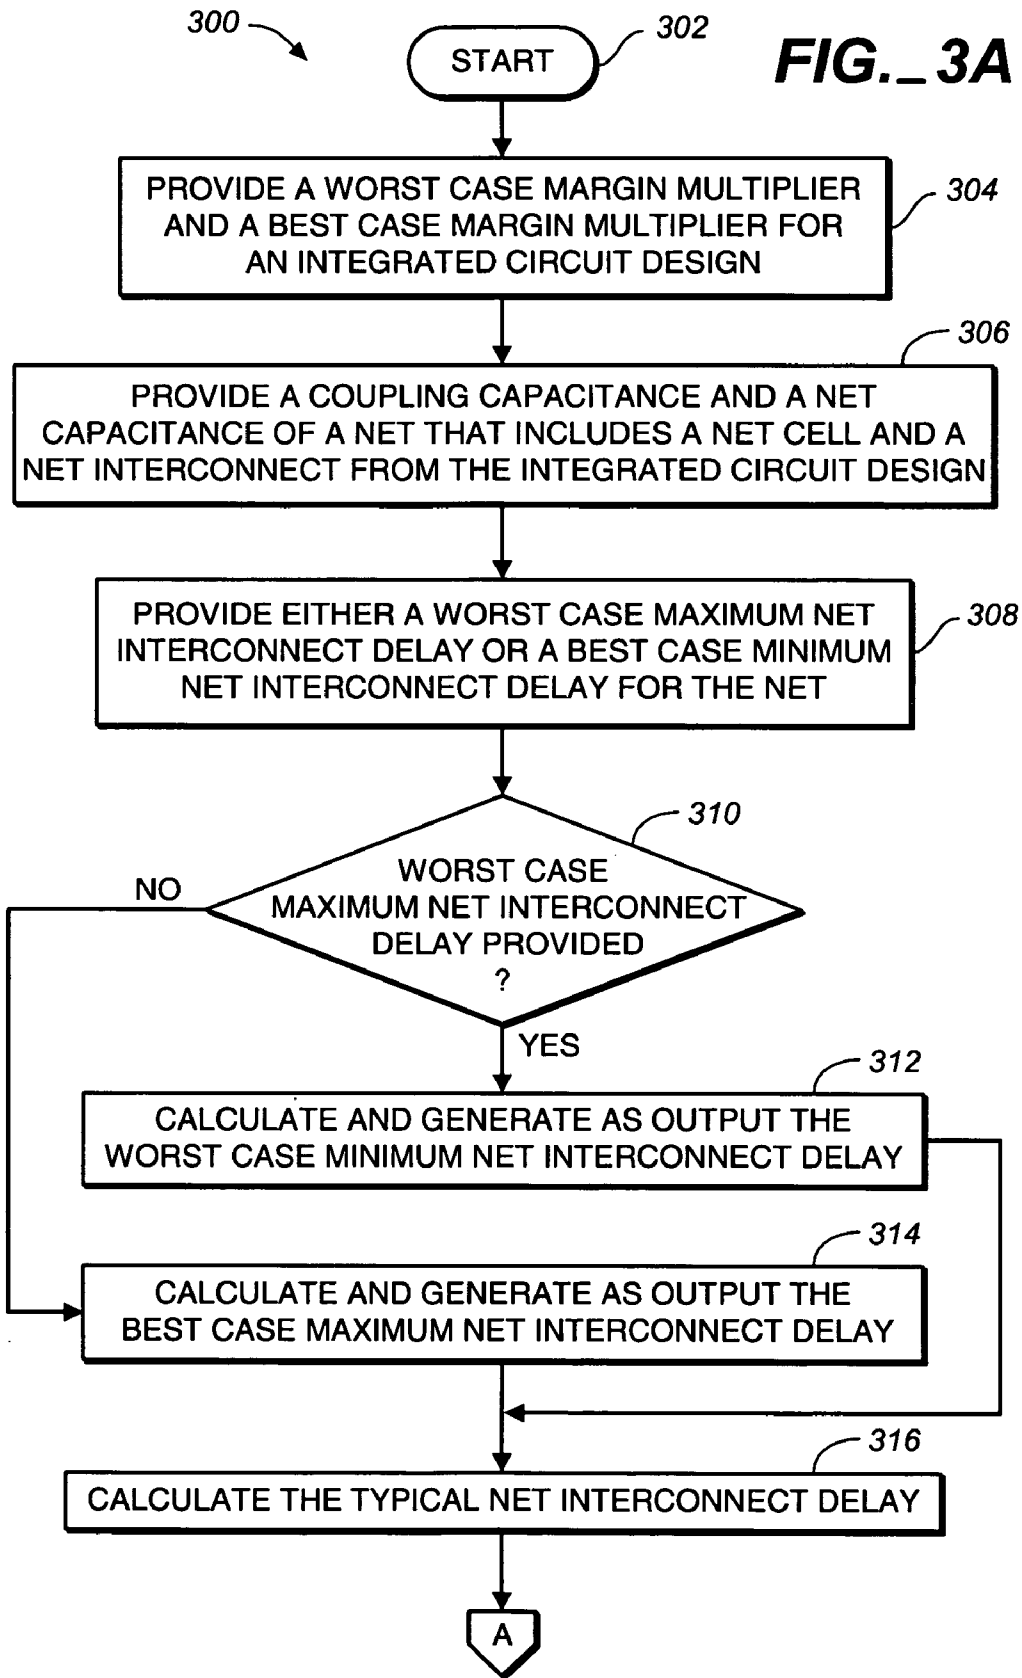 300
START
302
FIG._3A
PROVIDE A WORST CASE MARGIN MULTIPLIER
AND A BEST CASE MARGIN MULTIPLIER FOR
AN INTEGRATED CIRCUIT DESIGN
304
306
PROVIDE A COUPLING CAPACITANCE AND A NET
CAPACITANCE OF A NET THAT INCLUDES A NET CELL AND A
NET INTERCONNECT FROM THE INTEGRATED CIRCUIT DESIGN
PROVIDE EITHER A WORST CASE MAXIMUM NET
INTERCONNECT DELAY OR A BEST CASE MINIMUM
NET INTERCONNECT DELAY FOR THE NET
308
310
WORST CASE
MAXIMUM NET INTERCONNECT
DELAY PROVIDED
?
NO
YES
312
CALCULATE AND GENERATE AS OUTPUT THE
WORST CASE MINIMUM NET INTERCONNECT DELAY
314
CALCULATE AND GENERATE AS OUTPUT THE
BEST CASE MAXIMUM NET INTERCONNECT DELAY
316
CALCULATE THE TYPICAL NET INTERCONNECT DELAY
A